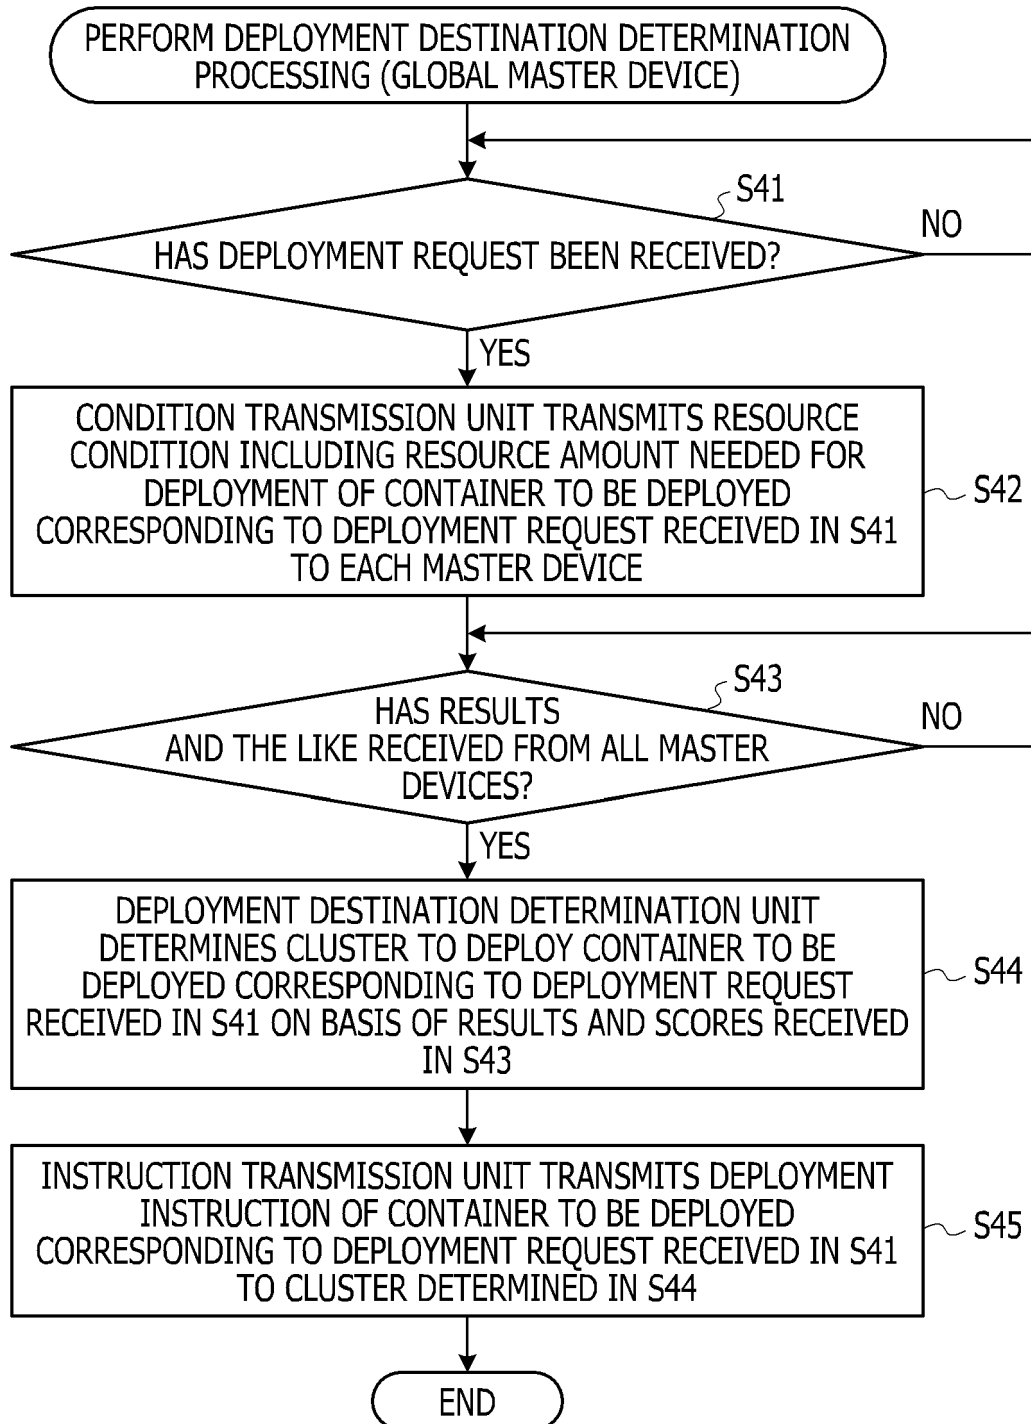 PERFORM DEPLOYMENT DESTINATION DETERMINATION
PROCESSING (GLOBAL MASTER DEVICE)
S41
NO
HAS DEPLOYMENT REQUEST BEEN RECEIVED?
YES
CONDITION TRANSMISSION UNIT TRANSMITS RESOURCE
CONDITION INCLUDING RESOURCE AMOUNT NEEDED FOR
DEPLOYMENT OF CONTAINER TO BE DEPLOYED
CORRESPONDING TO DEPLOYMENT REQUEST RECEIVED IN S41
TO EACH MASTER DEVICE
S42
S43
NO
HAS RESULTS
AND THE LIKE RECEIVED FROM ALL MASTER
DEVICES?
YES
DEPLOYMENT DESTINATION DETERMINATION UNIT
DETERMINES CLUSTER TO DEPLOY CONTAINER TO BE
DEPLOYED CORRESPONDING TO DEPLOYMENT REQUEST
RECEIVED IN S41 ON BASIS OF RESULTS AND SCORES RECEIVED
IN S43
S44
INSTRUCTION TRANSMISSION UNIT TRANSMITS DEPLOYMENT
INSTRUCTION OF CONTAINER TO BE DEPLOYED
CORRESPONDING TO DEPLOYMENT REQUEST RECEIVED IN S41
TO CLUSTER DETERMINED IN S44
S45
END